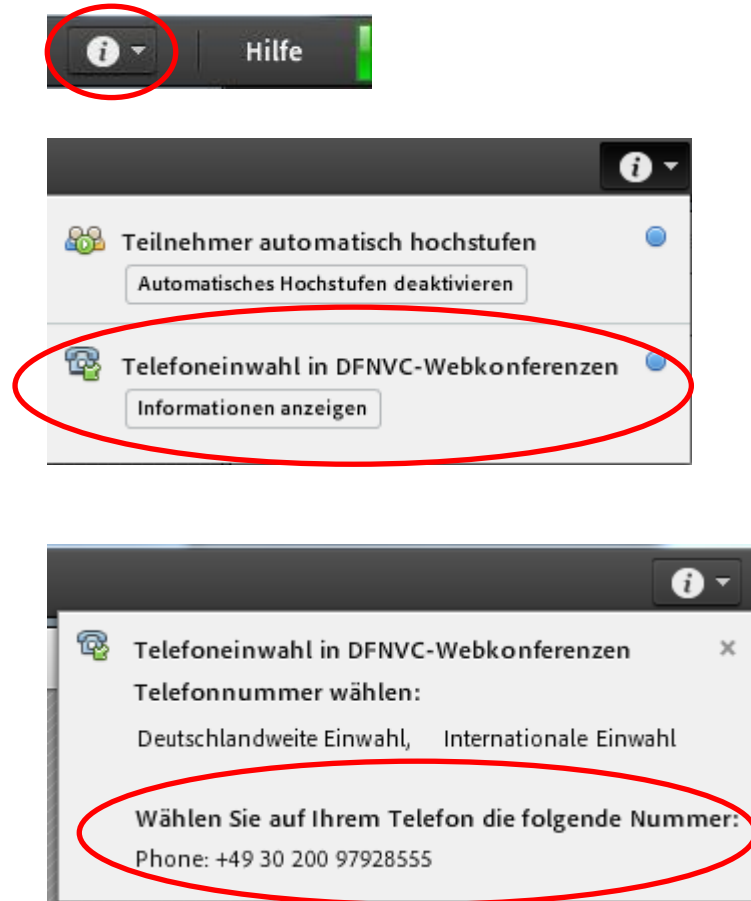 Hilfe
Teilnehmer automatisch hochstufen
Automatisches Hochstufen deaktivieren
Telefoneinwahl in DFNVC-Webkonferenzen
Informationen anzeigen
Telefoneinwahl in DFNVC-Webkonferenzen
Telefonnummer wählen:
Deutschlandweite Einwahl, Internationale Einwahl
Wählen Sie auf Ihrem Telefon die folgende Nummer:
Phone: +49 30 200 97928555